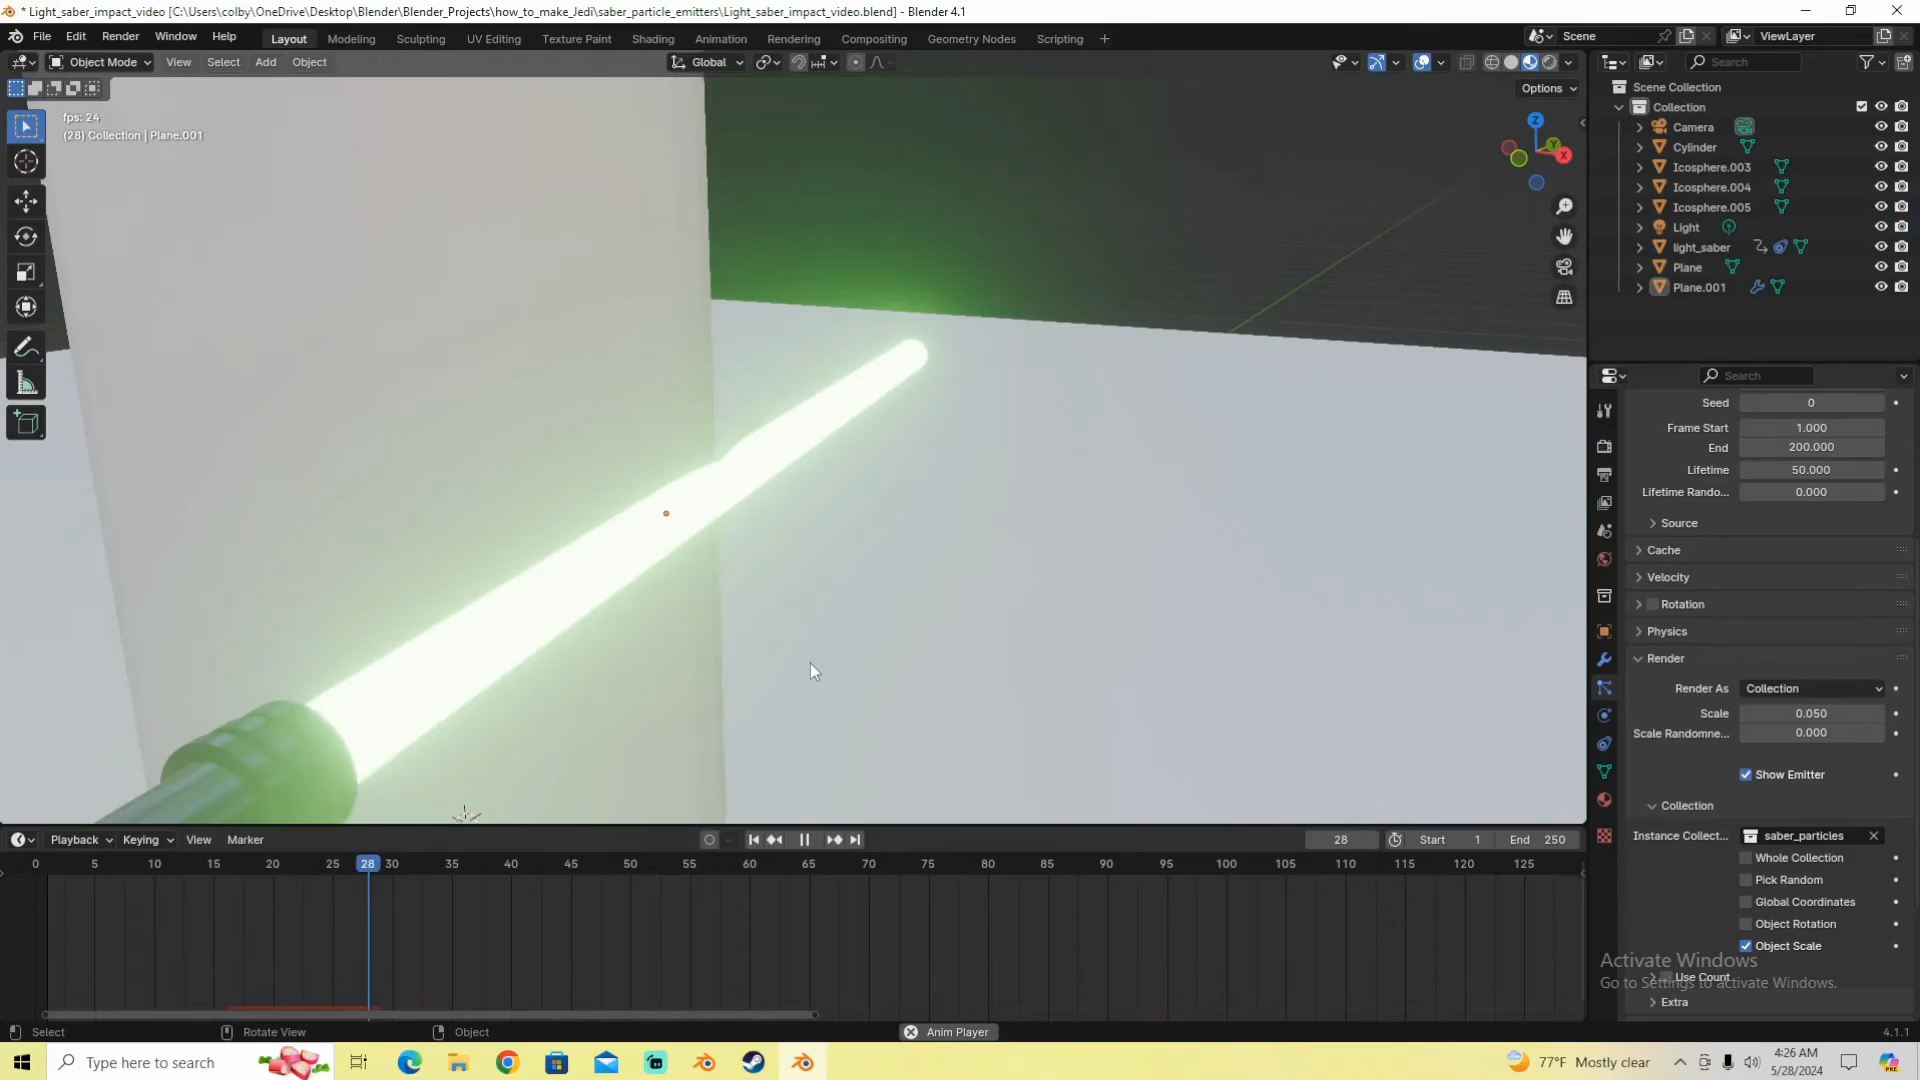 * Light_saber_impact_video [C:\Users\colby\OneDrive\Desktop\Blender\Blender_Projects\how_to_make_Jedi\saber_particle_emitters\Light_saber_impact_video.blend] - Blender 4.1
File Edit Render Window Help Layout Modeling Sculpting UV Editing Texture Paint Shading Animation Rendering Compositing Geometry Nodes Scripting + Scene ViewLayer
Object Mode View Select Add Object Global Search
Options
fps: 24
(28) Collection | Plane.001
Z
Y
X
Scene Collection
Collection
Camera
Cylinder
Icosphere.003
Icosphere.004
Icosphere.005
Light
light_saber
Plane
Plane.001
Search
Seed 0
Frame Start 1.000
End 200.000
Lifetime 50.000
Lifetime Rando... 0.000
Source
Cache
Velocity
Rotation
Physics
Render
Render As Collection
Scale 0.050
Scale Randomne... 0.000
Show Emitter
Collection
Instance Collect... saber_particles
Whole Collection
Pick Random
Global Coordinates
Object Rotation
Object Scale
Use Count
Extra
Activate Windows
Go to Settings to activate Windows.
Playback Keying View Marker 28 Start 1 End 250
0 5 10 15 20 25 28 30 35 40 45 50 55 60 65 70 75 80 85 90 95 100 105 110 115 120 125
Select Rotate View Object Anim Player 4.1.1
Type here to search 77°F Mostly clear 4:26 AM
5/28/2024
PRE